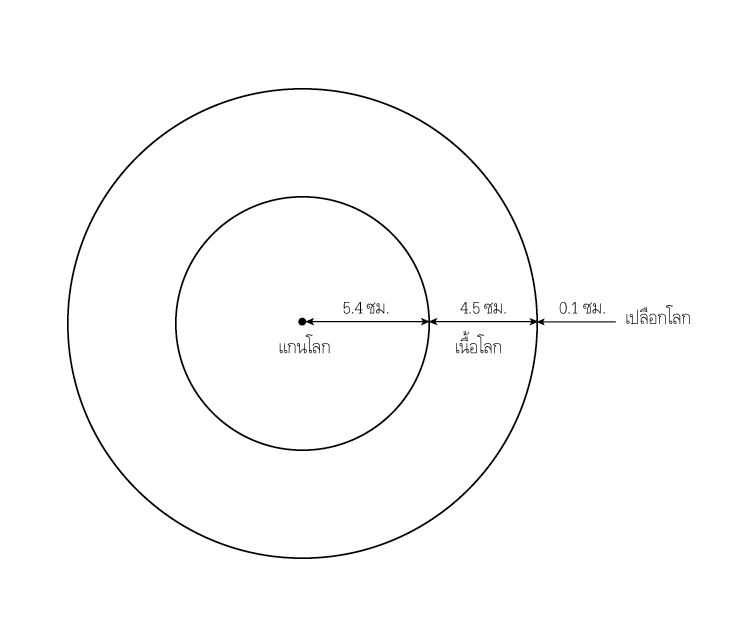 5.4 ซม.
4.5 ซม.
0.1 ซม.
เปลือกโลก
แกนโลก
เนื้อโลก